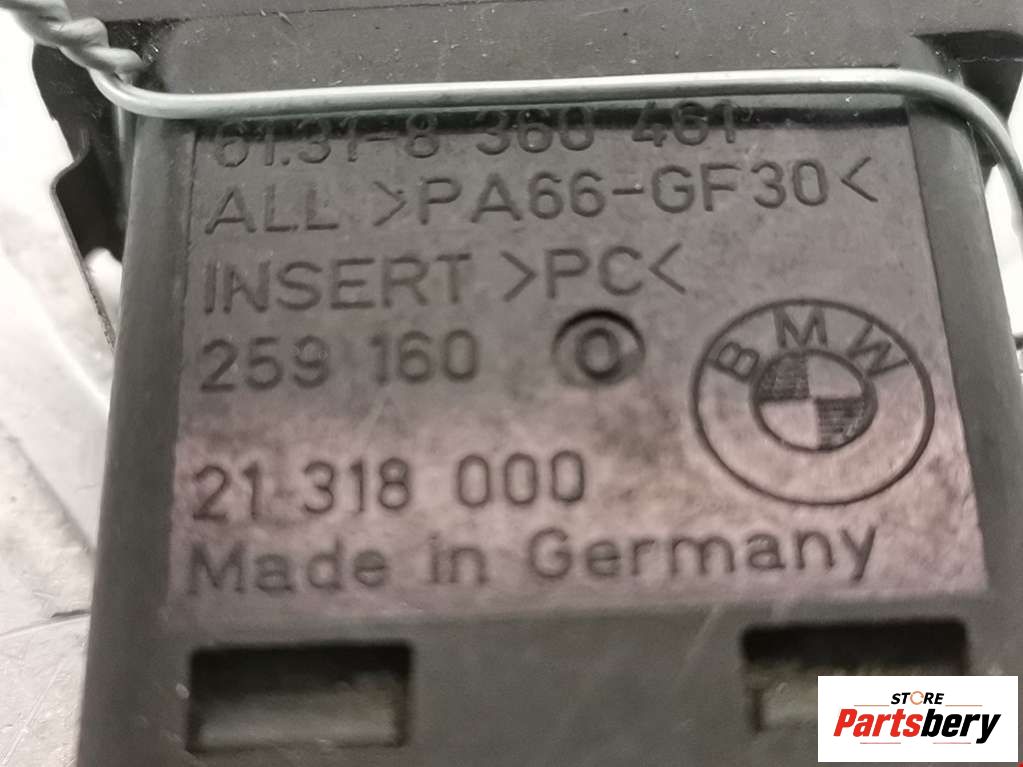 61.31-8 360 461
ALL >PA66-GF30<
INSERT >PC<
259 160 O
BMW
21 318 000
Made in Germany
STORE
Partsbery